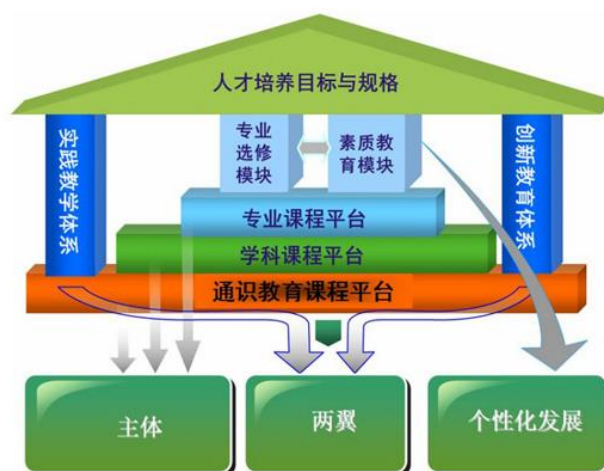 人才培养目标与规格
实践教学体系
专业
选修
模块
素质教
育模块
创新教育体系
专业课程平台
学科课程平台
通识教育课程平台
主体
两翼
个性化发展